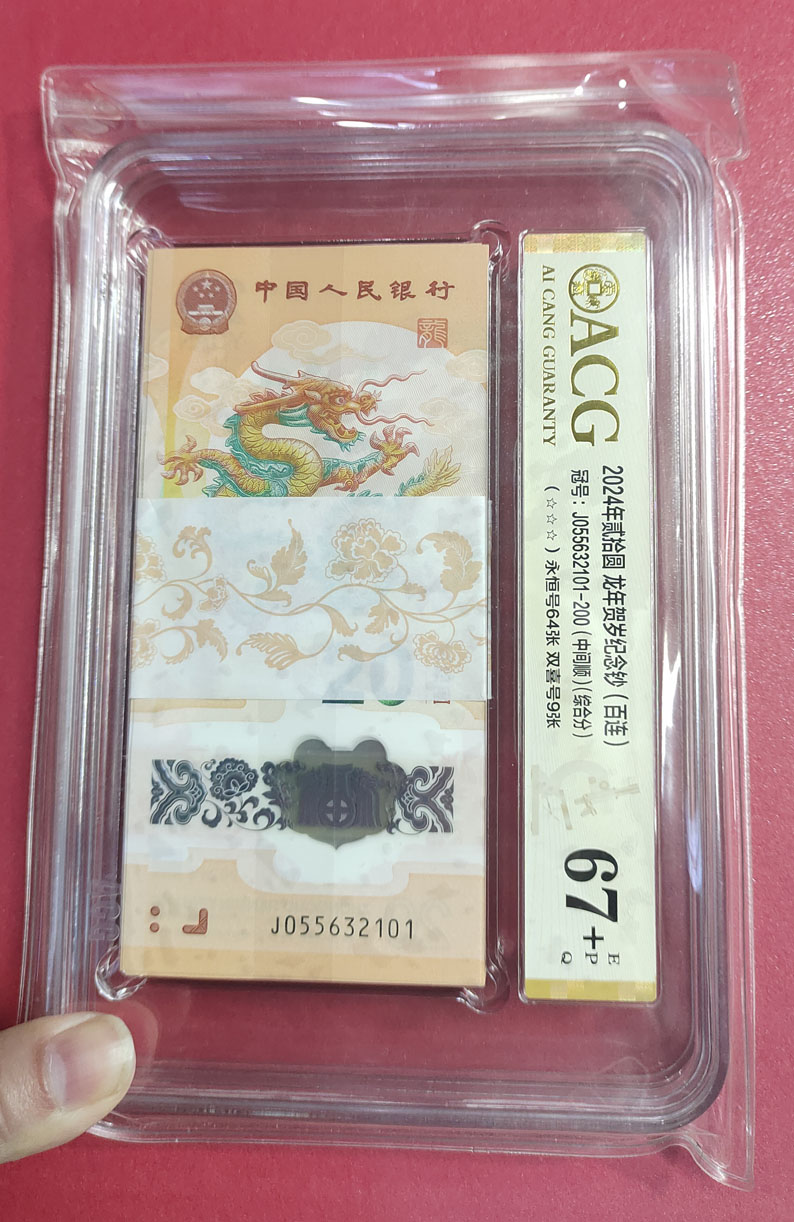 中国人民银行
龍
J055632101
ACG
AI CANG GUARANTY
2024年贰拾圆 龙年贺岁纪念钞（百连）
冠号：J055632101-200（中间顺）（综合分）
（☆☆☆）永恒号64张 双喜号9张
67+
E
P
Q